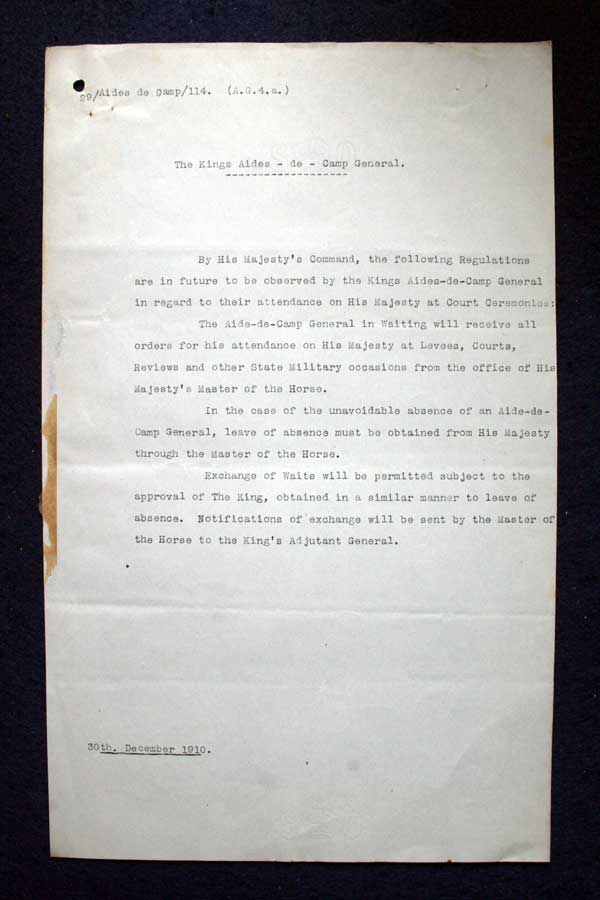 29/Aides de Camp/114. (A.G.4.a.)
The Kings Aides - de - Camp General.
By His Majesty's Command, the following Regulations
are in future to be observed by the Kings Aides-de-Camp General
in regard to their attendance on His Majesty at Court Ceremonies:
The Aide-de-Camp General in Waiting will receive all
orders for his attendance on His Majesty at Levees, Courts,
Reviews and other State Military occasions from the office of His
Majesty's Master of the Horse.
In the case of the unavoidable absence of an Aide-de-
Camp General, leave of absence must be obtained from His Majesty
through the Master of the Horse.
Exchange of Waits will be permitted subject to the
approval of The King, obtained in a similar manner to leave of
absence. Notifications of exchange will be sent by the Master of
the Horse to the King's Adjutant General.
30th. December 1910.